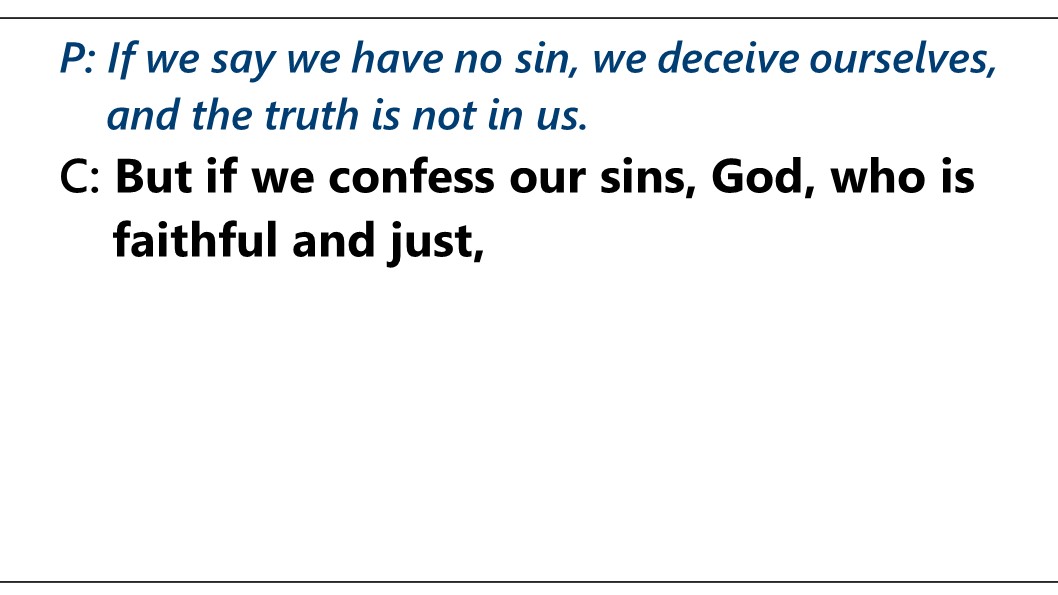 P: If we say we have no sin, we deceive ourselves,
and the truth is not in us.
C: But if we confess our sins, God, who is
faithful and just,